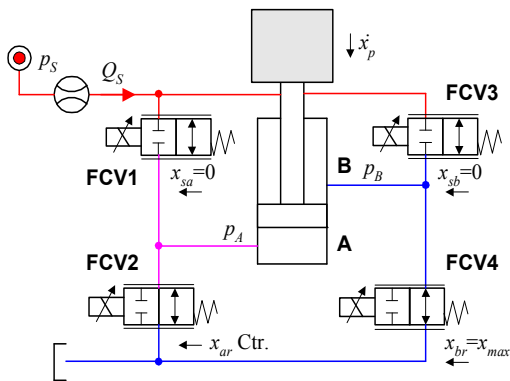 p_S
Q_S
ẋ_p
FCV3
FCV1
x_sa=0
B
p_B
x_sb=0
p_A
A
FCV2
FCV4
x_ar Ctr.
x_br=x_max